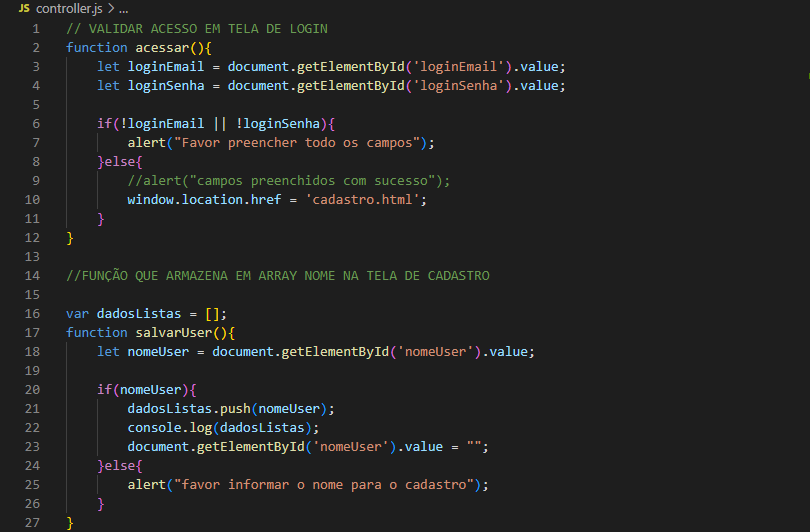 JS controller.js > ...
1 // VALIDAR ACESSO EM TELA DE LOGIN
2 function acessar(){
3     let loginEmail = document.getElementById('loginEmail').value;
4     let loginSenha = document.getElementById('loginSenha').value;
5
6     if(!loginEmail || !loginSenha){
7         alert("Favor preencher todo os campos");
8     }else{
9         //alert("campos preenchidos com sucesso");
10         window.location.href = 'cadastro.html';
11     }
12 }
13
14 //FUNÇÃO QUE ARMAZENA EM ARRAY NOME NA TELA DE CADASTRO
15
16 var dadosListas = [];
17 function salvarUser(){
18     let nomeUser = document.getElementById('nomeUser').value;
19
20     if(nomeUser){
21         dadosListas.push(nomeUser);
22         console.log(dadosListas);
23         document.getElementById('nomeUser').value = "";
24     }else{
25         alert("favor informar o nome para o cadastro");
26     }
27 }